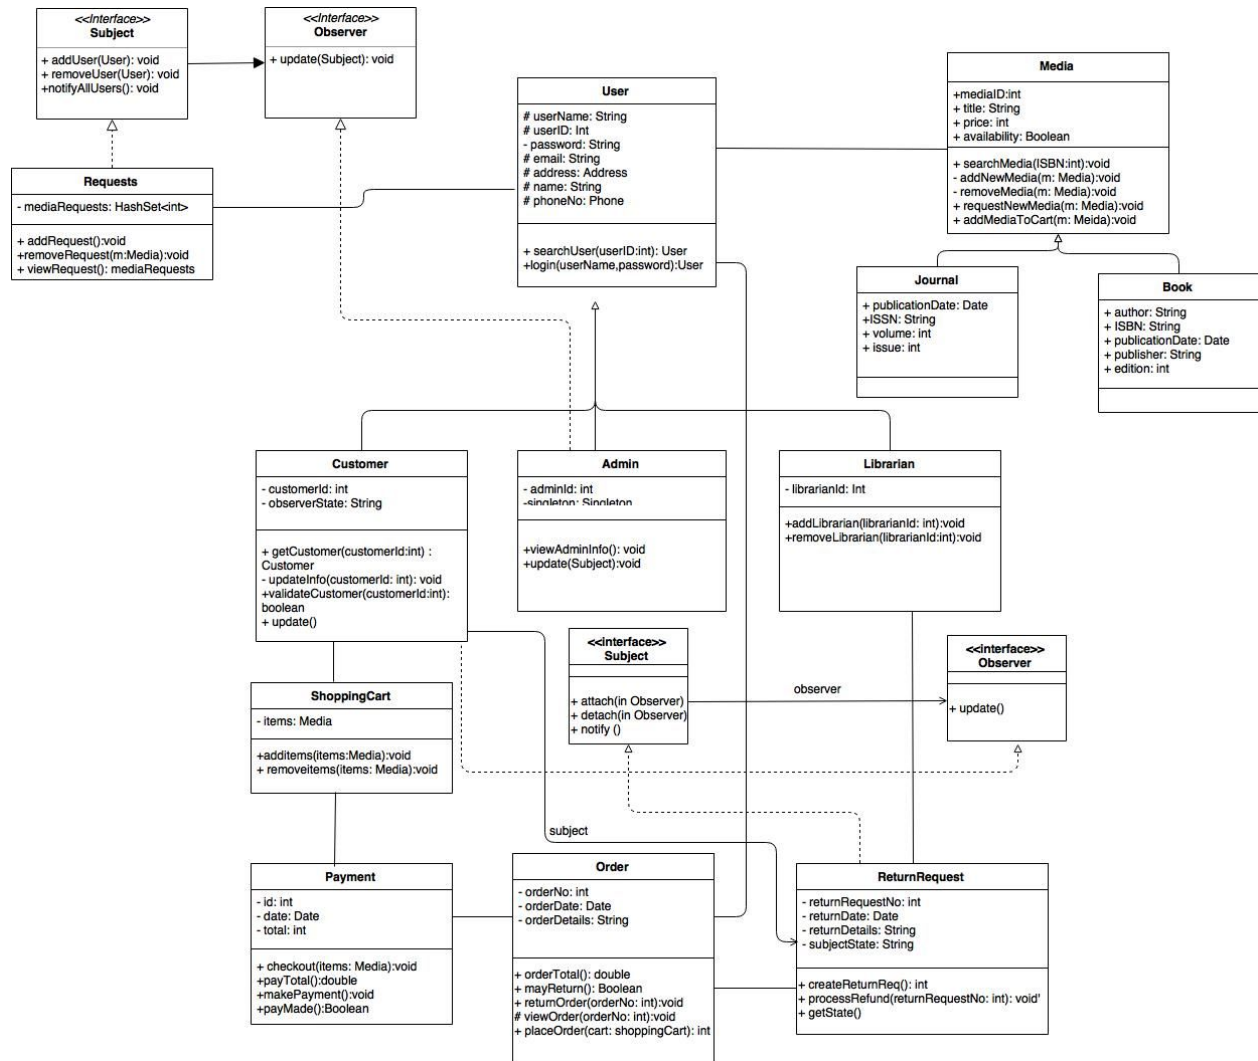 <<Interface>>
Subject
+ addUser(User): void
+ removeUser(User): void
+notifyAllUsers(): void
<<Interface>>
Observer
+ update(Subject): void
User
# userName: String
# userID: Int
- password: String
# email: String
# address: Address
# name: String
# phoneNo: Phone
+ searchUser(userID:int): User
+login(userName,password):User
Media
+mediaID:int
+ title: String
+ price: int
+ availability: Boolean
+ searchMedia(ISBN:int):void
- addNewMedia(m: Media):void
- removeMedia(m: Media):void
+ requestNewMedia(m: Media):void
+ addMediaToCart(m: Meida):void
Requests
- mediaRequests: HashSet<int>
+ addRequest():void
+removeRequest(m:Media):void
+ viewRequest(): mediaRequests
Journal
+ publicationDate: Date
+ISSN: String
+ volume: int
+ issue: int
Book
+ author: String
+ ISBN: String
+ publicationDate: Date
+ publisher: String
+ edition: int
Customer
- customerId: int
- observerState: String
+ getCustomer(customerId:int) :
Customer
- updateInfo(customerId: int): void
+validateCustomer(customerId:int):
boolean
+ update()
Admin
- adminId: int
-singleton: Singleton
+viewAdminInfo(): void
+update(Subject):void
Librarian
- librarianId: Int
+addLibrarian(librarianId: int):void
+removeLibrarian(librarianId:int):void
<<interface>>
Subject
+ attach(in Observer)
+ detach(in Observer)
+ notify ()
observer
<<interface>>
Observer
+ update()
ShoppingCart
- items: Media
+additems(items:Media):void
+ removeitems(items: Media):void
subject
Payment
- id: int
- date: Date
- total: int
+ checkout(items: Media):void
+payTotal():double
+makePayment():void
+payMade():Boolean
Order
- orderNo: int
- orderDate: Date
- orderDetails: String
+ orderTotal(): double
+ mayReturn(): Boolean
+ returnOrder(orderNo: int):void
# viewOrder(orderNo: int):void
+ placeOrder(cart: shoppingCart): int
ReturnRequest
- returnRequestNo: int
- returnDate: Date
- returnDetails: String
- subjectState: String
+ createReturnReq(): int
+ processRefund(returnRequestNo: int): void'
+ getState()